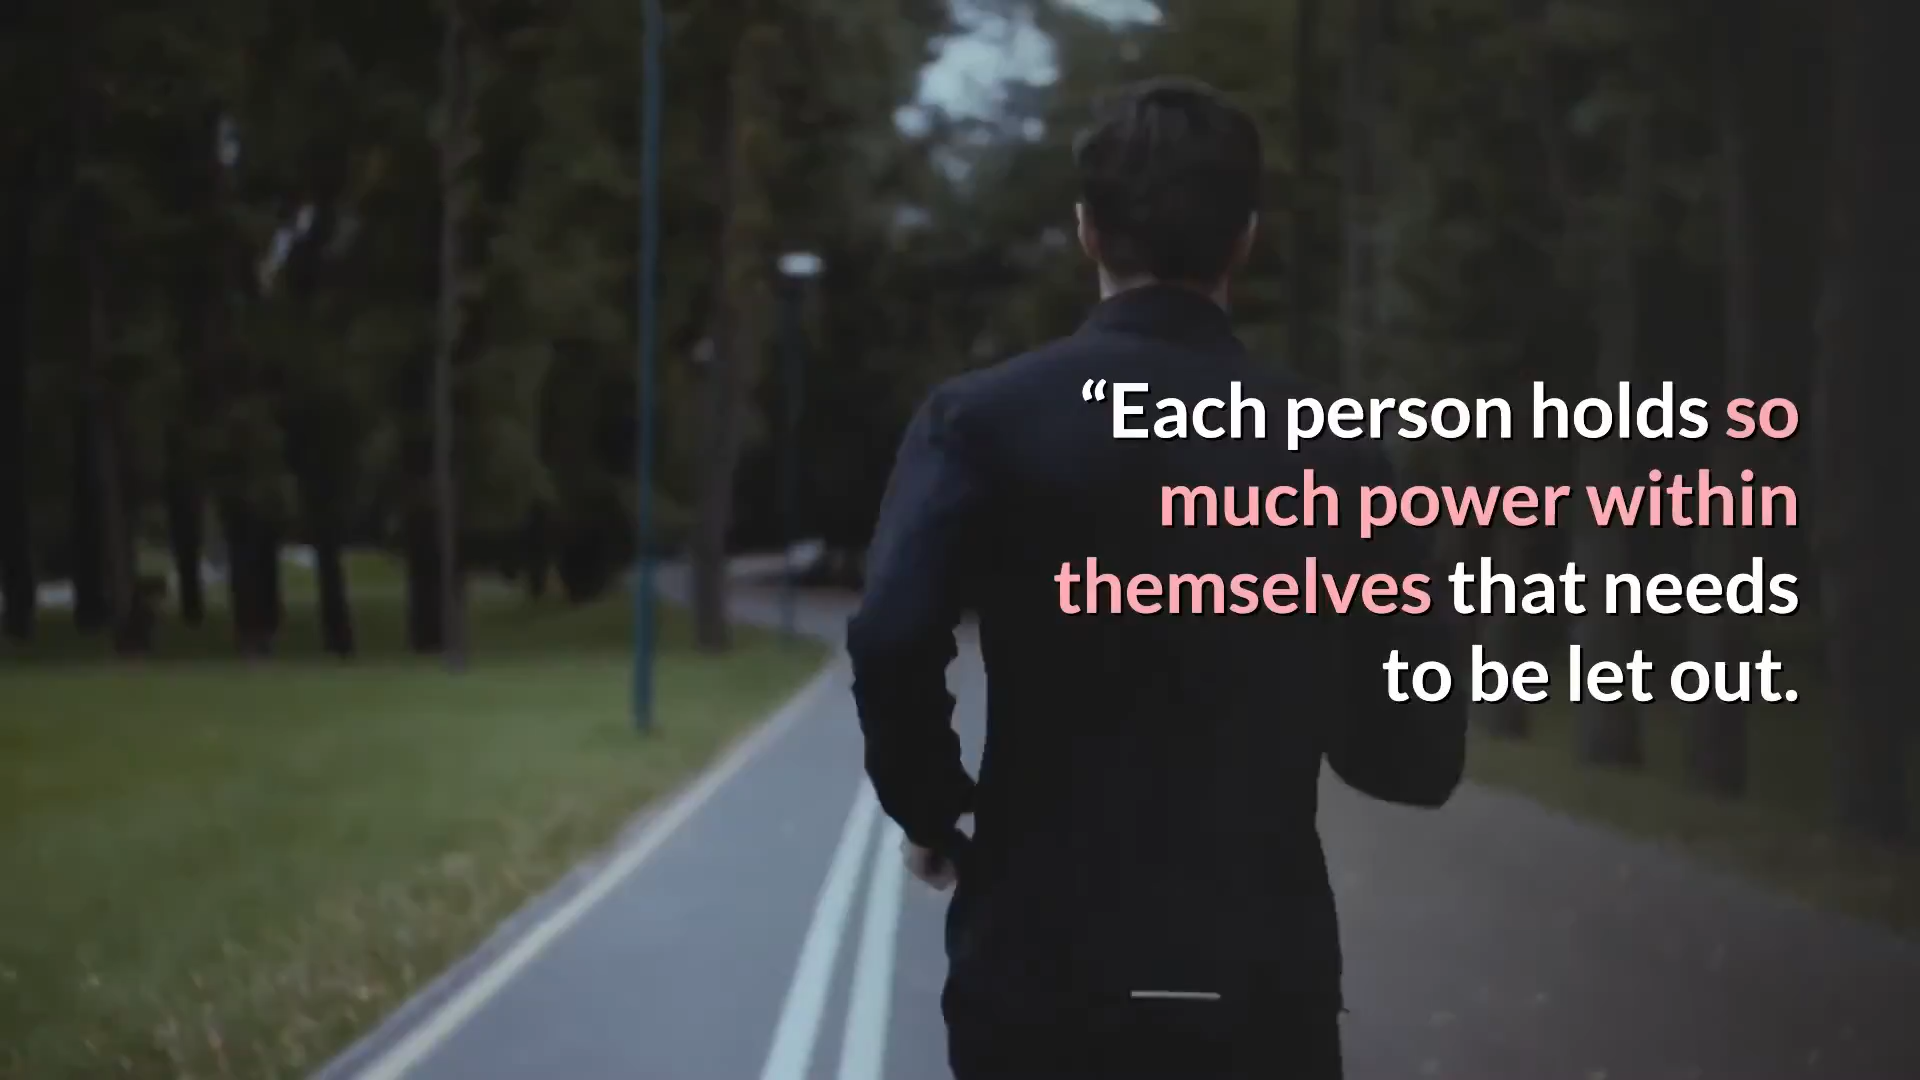 “Each person holds so
much power within
themselves that needs
to be let out.